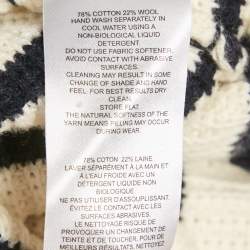 78% COTTON 22% WOOL
HAND WASH SEPARATELY IN
COOL WATER USING A
NON-BIOLOGICAL LIQUID
DETERGENT
DO NOT USE FABRIC SOFTENER.
AVOID CONTACT WITH ABRASIVE
SURFACES.
CLEANING MAY RESULT IN SOME
CHANGE OF SHADE AND HAND
FEEL. FOR BEST RESULTS DRY
CLEAN.
STORE FLAT
THE NATURAL SOFTNESS OF THE
YARN MEANS PILLING MAY OCCUR
DURING WEAR.
78% COTON 22% LAINE
LAVER SÉPARÉMENT À LA MAIN ET
À L'EAU FROIDE AVEC UN
DÉTERGENT LIQUIDE NON
BIOLOGIQUE
NE PAS UTILISER D'ASSOUPLISSANT.
ÉVITEZ LE CONTACT AVEC LES
SURFACES ABRASIVES.
LE NETTOYAGE RISQUE DE
PROVOQUER UN CHANGEMENT DE
TEINTE ET DE TOUCHER. POUR DE
MEILLEURS RÉSULTATS, NETTOYER